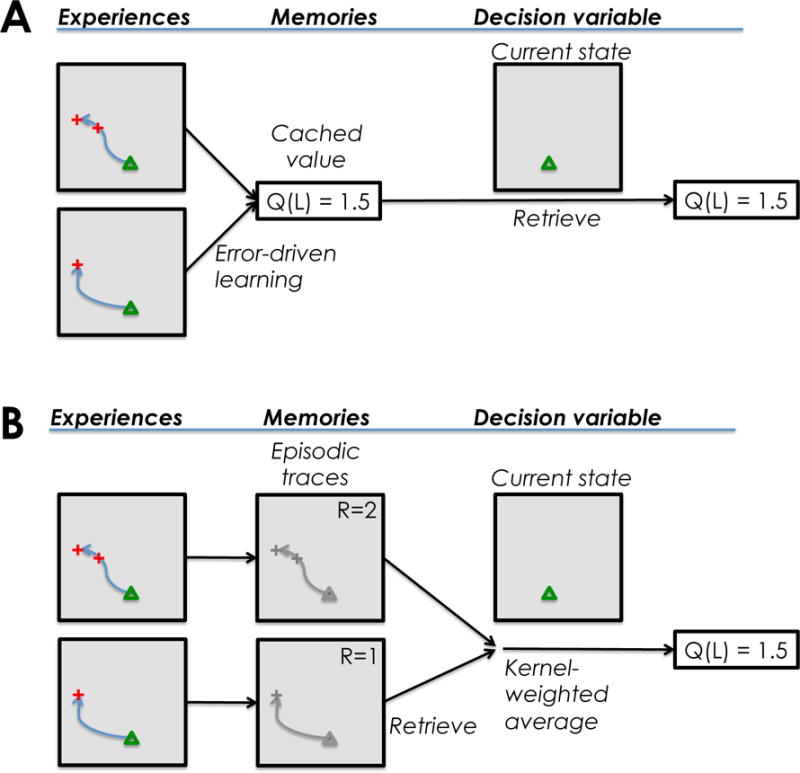 A
Experiences Memories Decision variable
Current state
Cached
value
Q(L) = 1.5
Q(L) = 1.5
Retrieve
Error-driven
learning
B
Experiences Memories Decision variable
Episodic
traces
Current state
R=2
R=1
Q(L) = 1.5
Kernel-
weighted
average
Retrieve